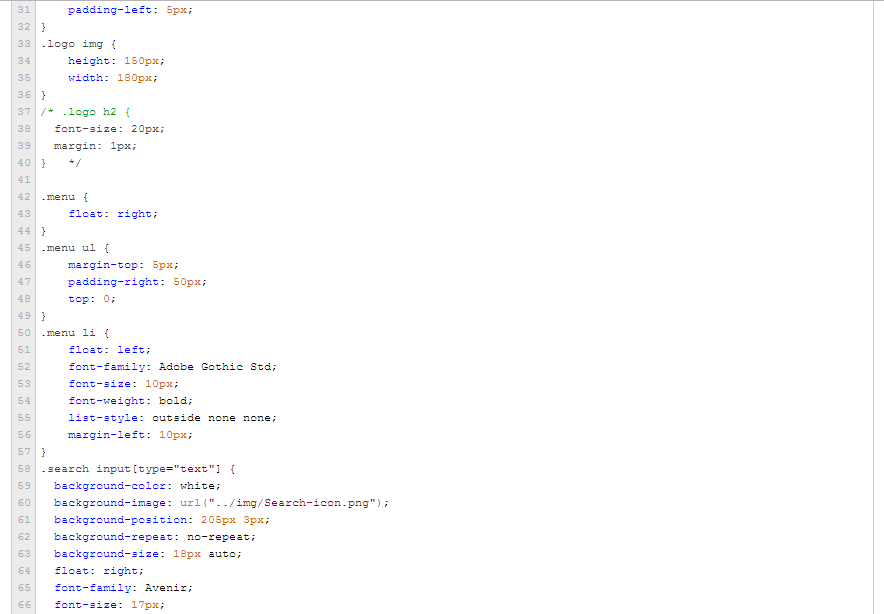 31 padding-left: 5px;
32 }
33 .logo img {
34 height: 150px;
35 width: 180px;
36 }
37 /* .logo h2 {
38 font-size: 20px;
39 margin: 1px;
40 } */
41
42 .menu {
43 float: right;
44 }
45 .menu ul {
46 margin-top: 5px;
47 padding-right: 50px;
48 top: 0;
49 }
50 .menu li {
51 float: left;
52 font-family: Adobe Gothic Std;
53 font-size: 10px;
54 font-weight: bold;
55 list-style: outside none none;
56 margin-left: 10px;
57 }
58 .search input[type="text"] {
59 background-color: white;
60 background-image: url("../img/Search-icon.png");
61 background-position: 205px 3px;
62 background-repeat: no-repeat;
63 background-size: 18px auto;
64 float: right;
65 font-family: Avenir;
66 font-size: 17px;